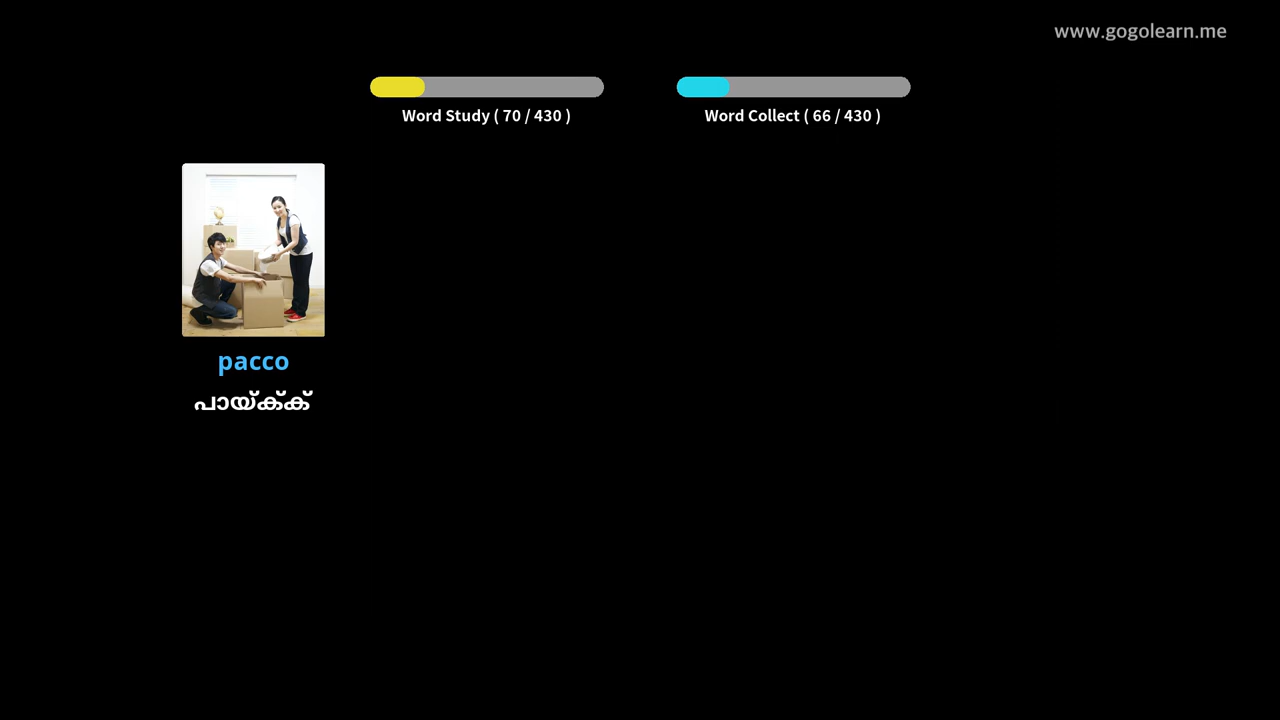 www.gogolearn.me
Word Study ( 70 / 430 )
Word Collect ( 66 / 430 )
pacco
പായ്ക്ക്